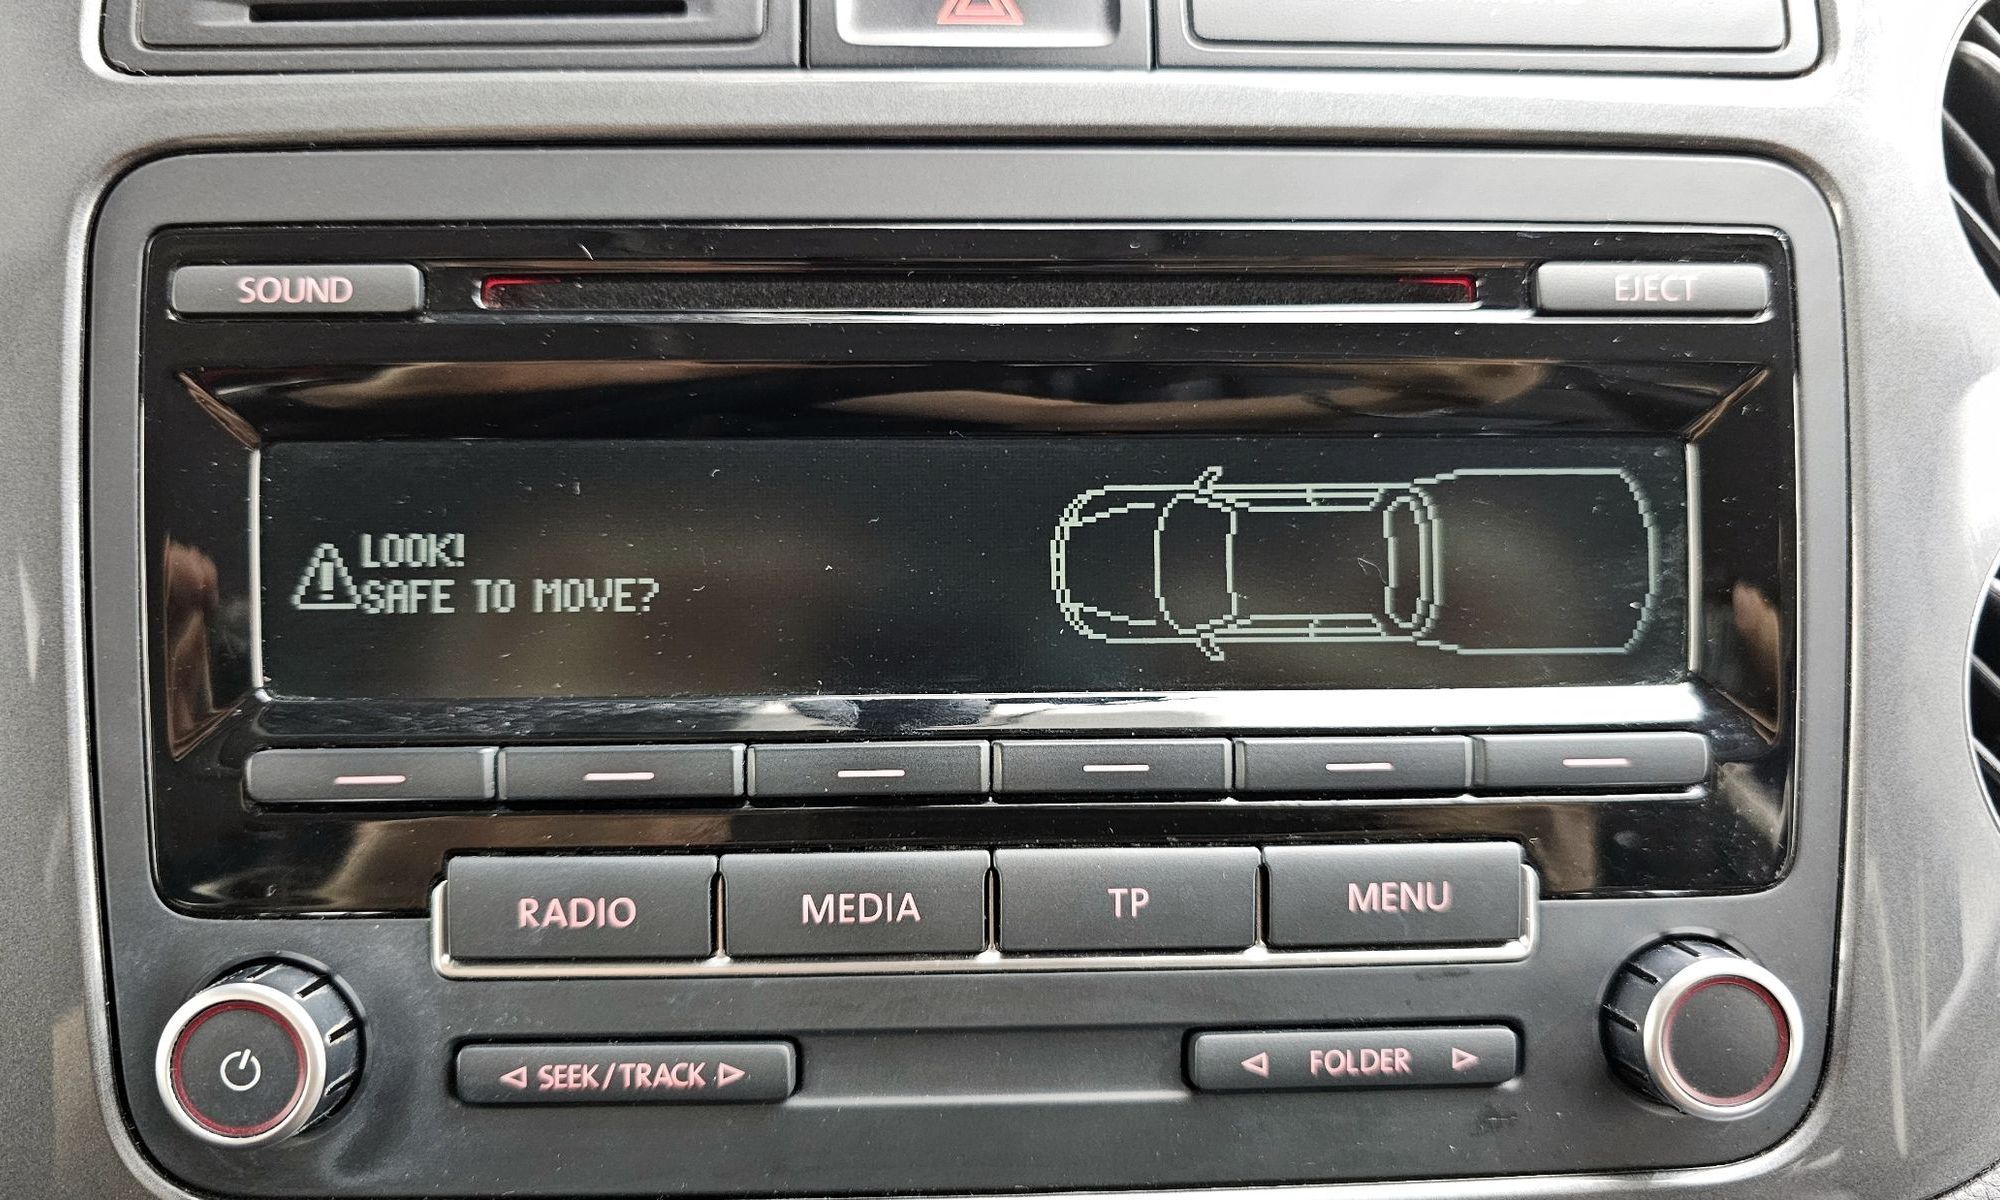 SOUND
EJECT
LOOK!
SAFE TO MOVE?
RADIO
MEDIA
TP
MENU
SEEK/TRACK
FOLDER